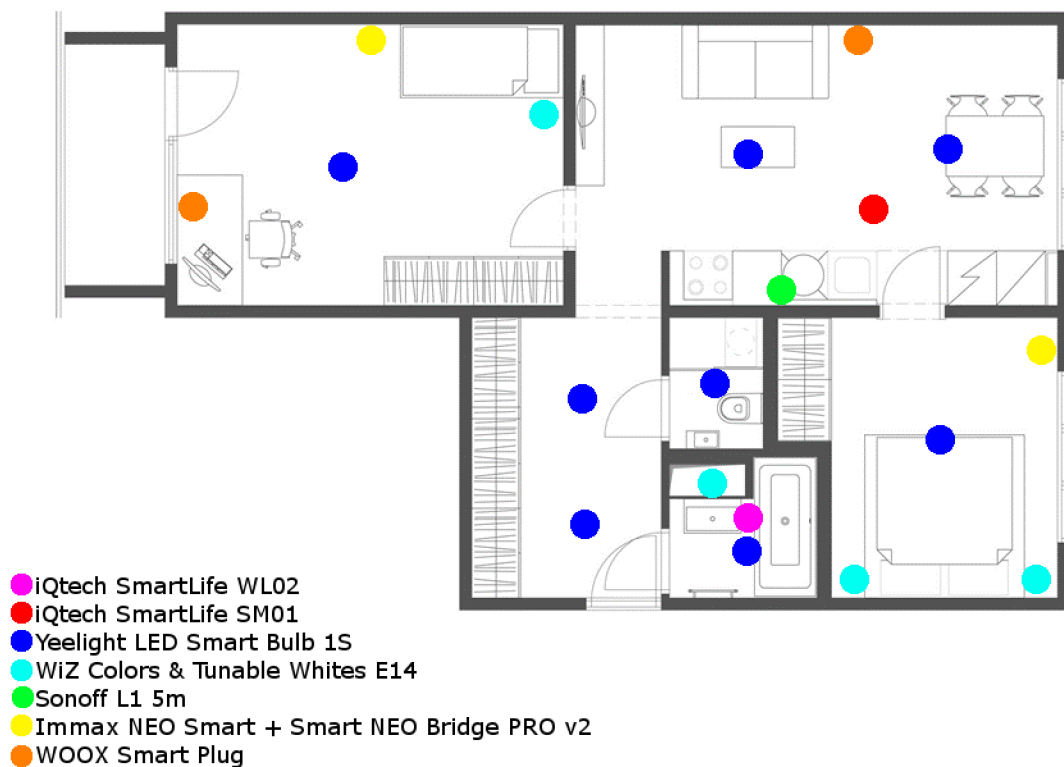 iQtech SmartLife WL02
iQtech SmartLife SM01
Yeelight LED Smart Bulb 1S
WiZ Colors & Tunable Whites E14
Sonoff L1 5m
Immax NEO Smart + Smart NEO Bridge PRO v2
WOOX Smart Plug